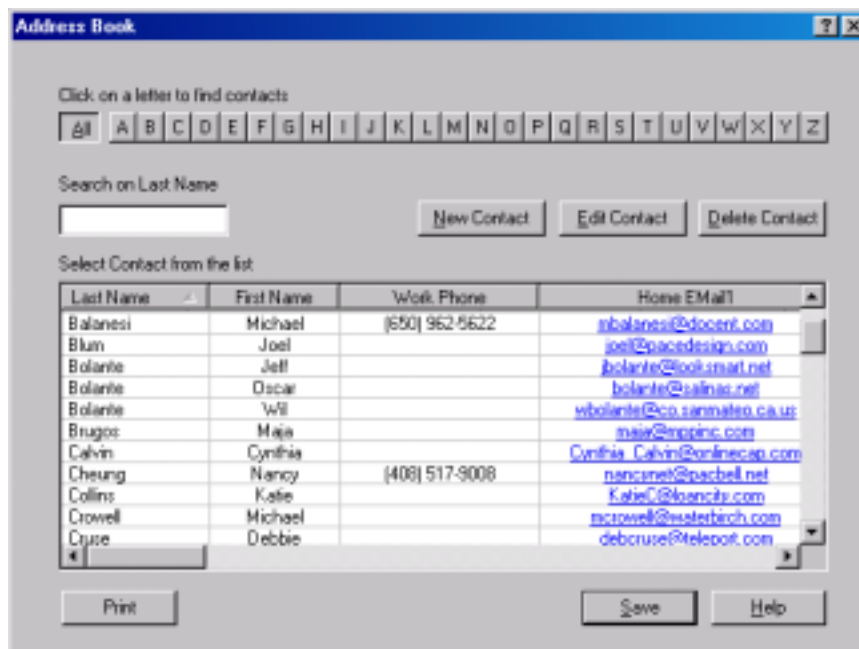 Address Book
Click on a letter to find contacts
All A B C D E F G H I J K L M N O P Q R S T U V W X Y Z
Search on Last Name
New Contact Edit Contact Delete Contact
Select Contact from the list
Last Name First Name Work Phone Home EMail1
Balanesi Michael (650) 962-5622 mbalanesi@docent.com
Blum Joel joel@pacedesign.com
Bolante Jeff jbolante@looksmart.net
Bolante Oscar bolante@salinas.net
Bolante Wil wbolante@co.sanmateo.ca.us
Brugos Maja maja@mppinc.com
Calvin Cynthia Cynthia_Calvin@onlinecap.com
Cheung Nancy (408) 517-9008 nancsnet@pacbell.net
Collins Katie KatieC@loancity.com
Crowell Michael mcrowell@waterbirch.com
Cruse Debbie debcruse@teleport.com
Print Save Help